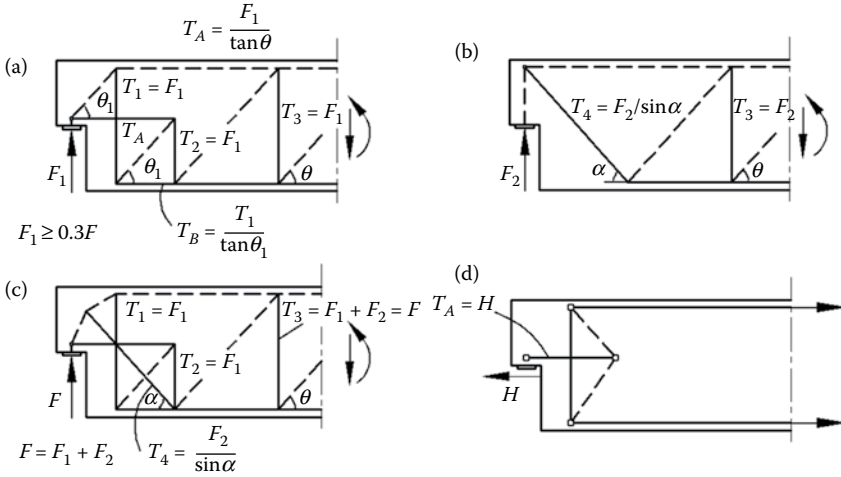 (a)
T_A = F_1/tanθ
T_1 = F_1
θ_1
T_A
T_2 = F_1
T_3 = F_1
θ_1
θ
F_1
F_1 ≥ 0.3F
T_B = T_1/tanθ_1
(b)
T_4 = F_2/sinα
T_3 = F_2
α
θ
F_2
(c)
T_1 = F_1
T_3 = F_1 + F_2 = F
T_2 = F_1
α
θ
F
F = F_1 + F_2
T_4 = F_2/sinα
(d)
T_A = H
H